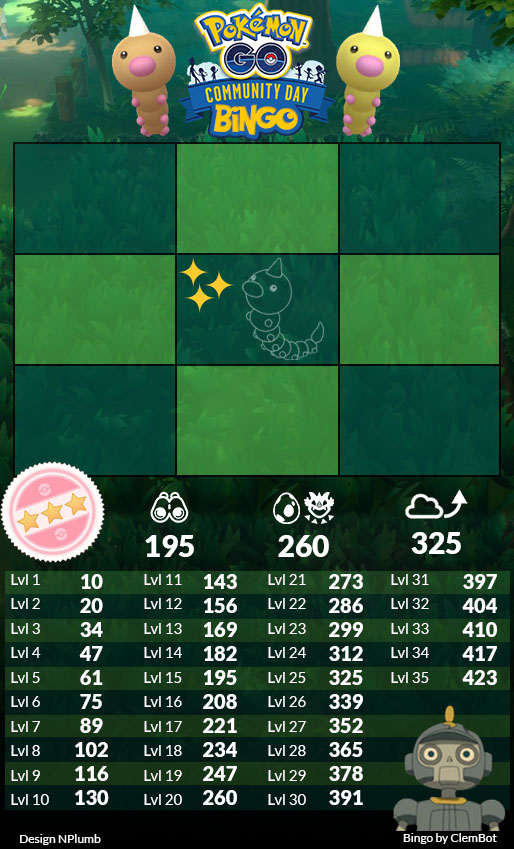 Pokémon
GO
COMMUNITY DAY
BINGO
195 260 325
Lvl 1 10 Lvl 11 143 Lvl 21 273 Lvl 31 397
Lvl 2 20 Lvl 12 156 Lvl 22 286 Lvl 32 404
Lvl 3 34 Lvl 13 169 Lvl 23 299 Lvl 33 410
Lvl 4 47 Lvl 14 182 Lvl 24 312 Lvl 34 417
Lvl 5 61 Lvl 15 195 Lvl 25 325 Lvl 35 423
Lvl 6 75 Lvl 16 208 Lvl 26 339
Lvl 7 89 Lvl 17 221 Lvl 27 352
Lvl 8 102 Lvl 18 234 Lvl 28 365
Lvl 9 116 Lvl 19 247 Lvl 29 378
Lvl 10 130 Lvl 20 260 Lvl 30 391
Design NPlumb Bingo by ClemBot